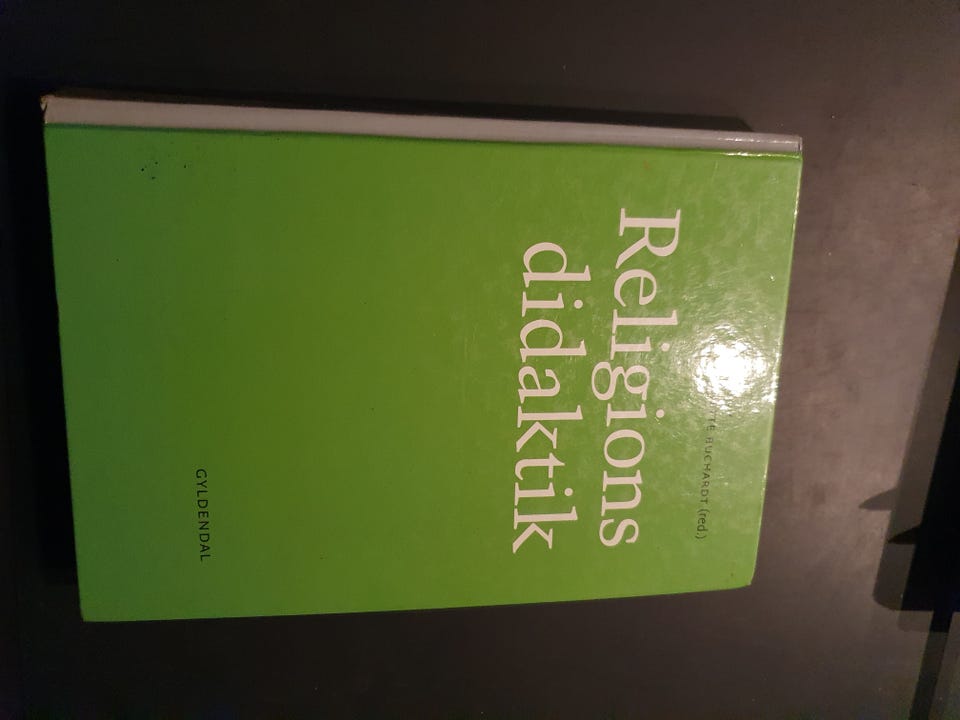 BUCHARDT (red.)
Religions
didaktik
GYLDENDAL